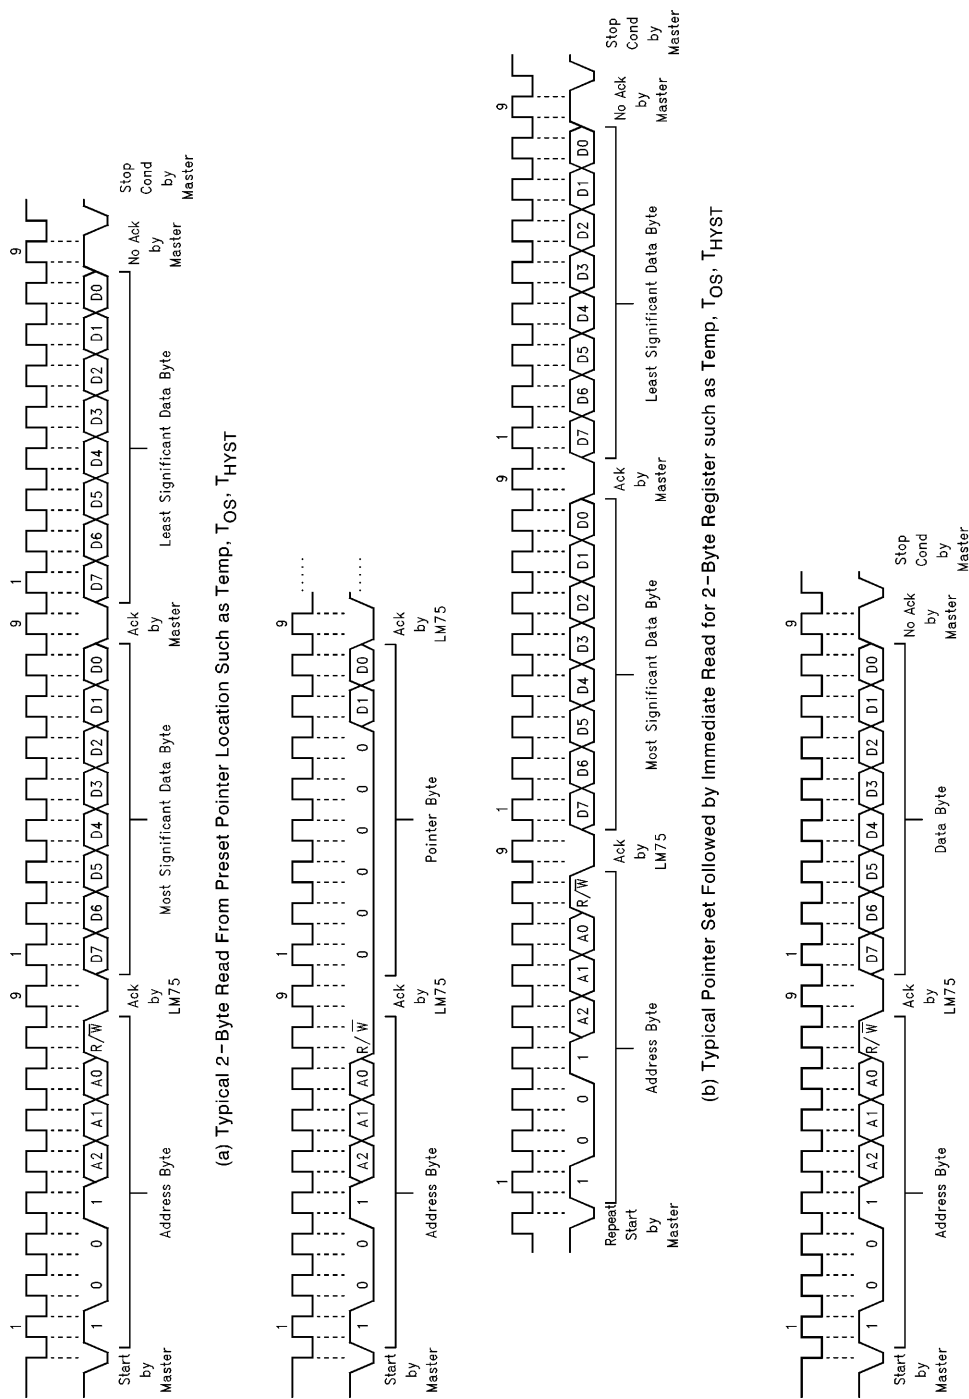 1 9 1 9 1 9
1 0 0 1 A2 A1 A0 R/W̅ D7 D6 D5 D4 D3 D2 D1 D0 D7 D6 D5 D4 D3 D2 D1 D0
Start
by
Master
Address Byte
Ack
by
LM75
Most Significant Data Byte
Ack
by
Master
Least Significant Data Byte
No Ack
by
Master
Stop
Cond
by
Master
(a) Typical 2-Byte Read From Preset Pointer Location Such as Temp, TOS, THYST
1 9 1 9
1 0 0 1 A2 A1 A0 R/W̅ 0 0 0 0 0 0 D1 D0
Start
by
Master
Address Byte
Ack
by
LM75
Pointer Byte
Ack
by
LM75
1 9 1 9 1 9
1 0 0 1 A2 A1 A0 R/W̅ D7 D6 D5 D4 D3 D2 D1 D0 D7 D6 D5 D4 D3 D2 D1 D0
Repeat
Start
by
Master
Address Byte
Ack
by
LM75
Most Significant Data Byte
Ack
by
Master
Least Significant Data Byte
No Ack
by
Master
Stop
Cond
by
Master
(b) Typical Pointer Set Followed by Immediate Read for 2-Byte Register such as Temp, TOS, THYST
1 9 1 9
1 0 0 1 A2 A1 A0 R/W̅ D7 D6 D5 D4 D3 D2 D1 D0
Start
by
Master
Address Byte
Ack
by
LM75
Data Byte
No Ack
by
Master
Stop
Cond
by
Master